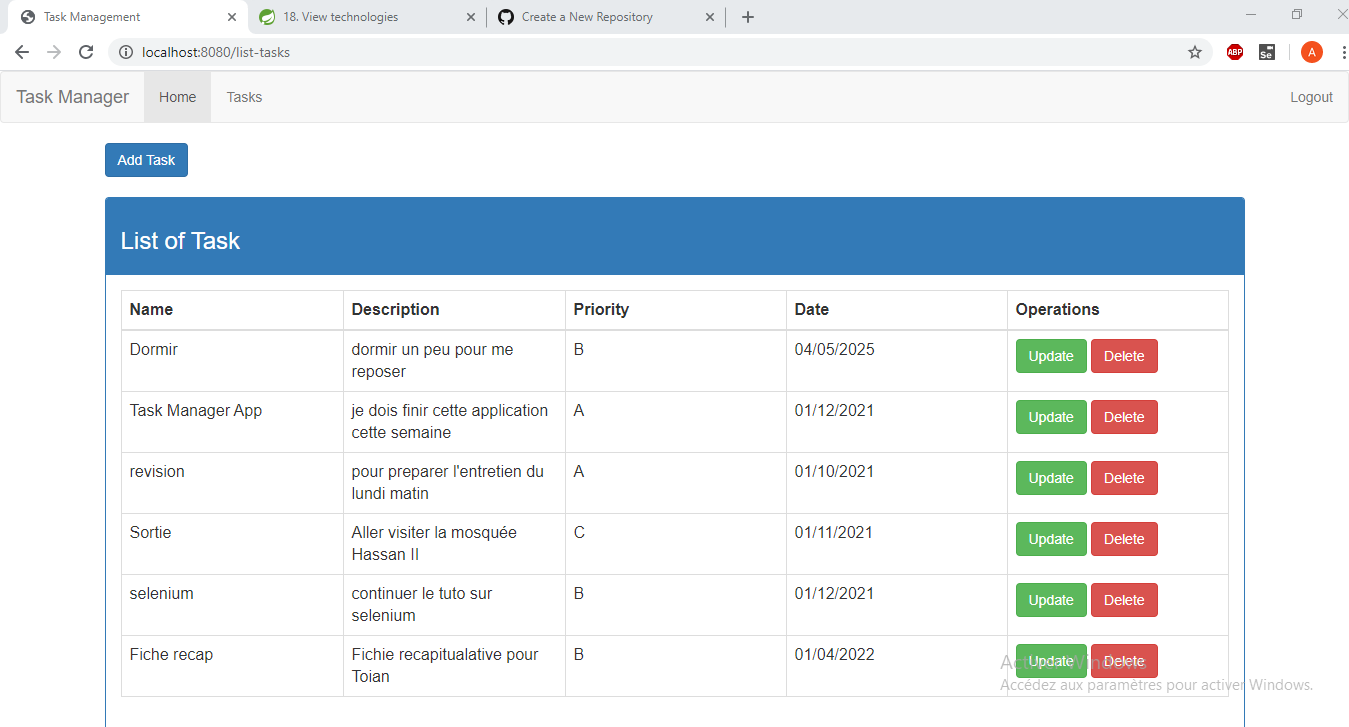 Task Management
18. View technologies
Create a New Repository
localhost:8080/list-tasks
ABP
Se
A
Task Manager
Home
Tasks
Logout
Add Task
List of Task
Name Description Priority Date Operations
Dormir dormir un peu pour me B 04/05/2025 Update Delete
reposer
Task Manager App je dois finir cette application A 01/12/2021 Update Delete
cette semaine
revision pour preparer l'entretien du A 01/10/2021 Update Delete
lundi matin
Sortie Aller visiter la mosquée C 01/11/2021 Update Delete
Hassan II
selenium continuer le tuto sur B 01/12/2021 Update Delete
selenium
Fiche recap Fichie recapitualative pour B 01/04/2022 Update Delete
Toian
Activer Windows
Accédez aux paramètres pour activer Windows.